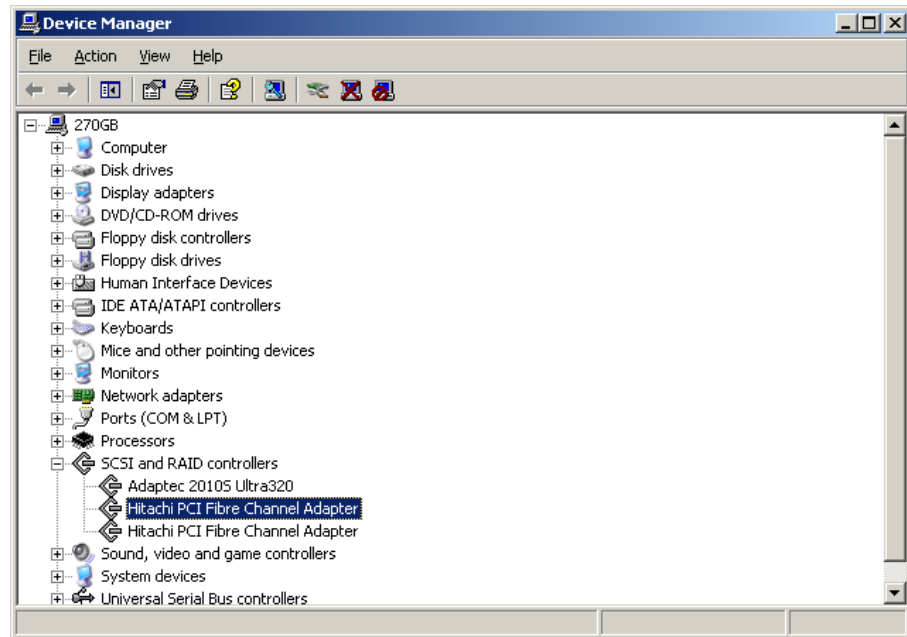 Device Manager
File Action View Help
270GB
Computer
Disk drives
Display adapters
DVD/CD-ROM drives
Floppy disk controllers
Floppy disk drives
Human Interface Devices
IDE ATA/ATAPI controllers
Keyboards
Mice and other pointing devices
Monitors
Network adapters
Ports (COM & LPT)
Processors
SCSI and RAID controllers
Adaptec 2010S Ultra320
Hitachi PCI Fibre Channel Adapter
Hitachi PCI Fibre Channel Adapter
Sound, video and game controllers
System devices
Universal Serial Bus controllers